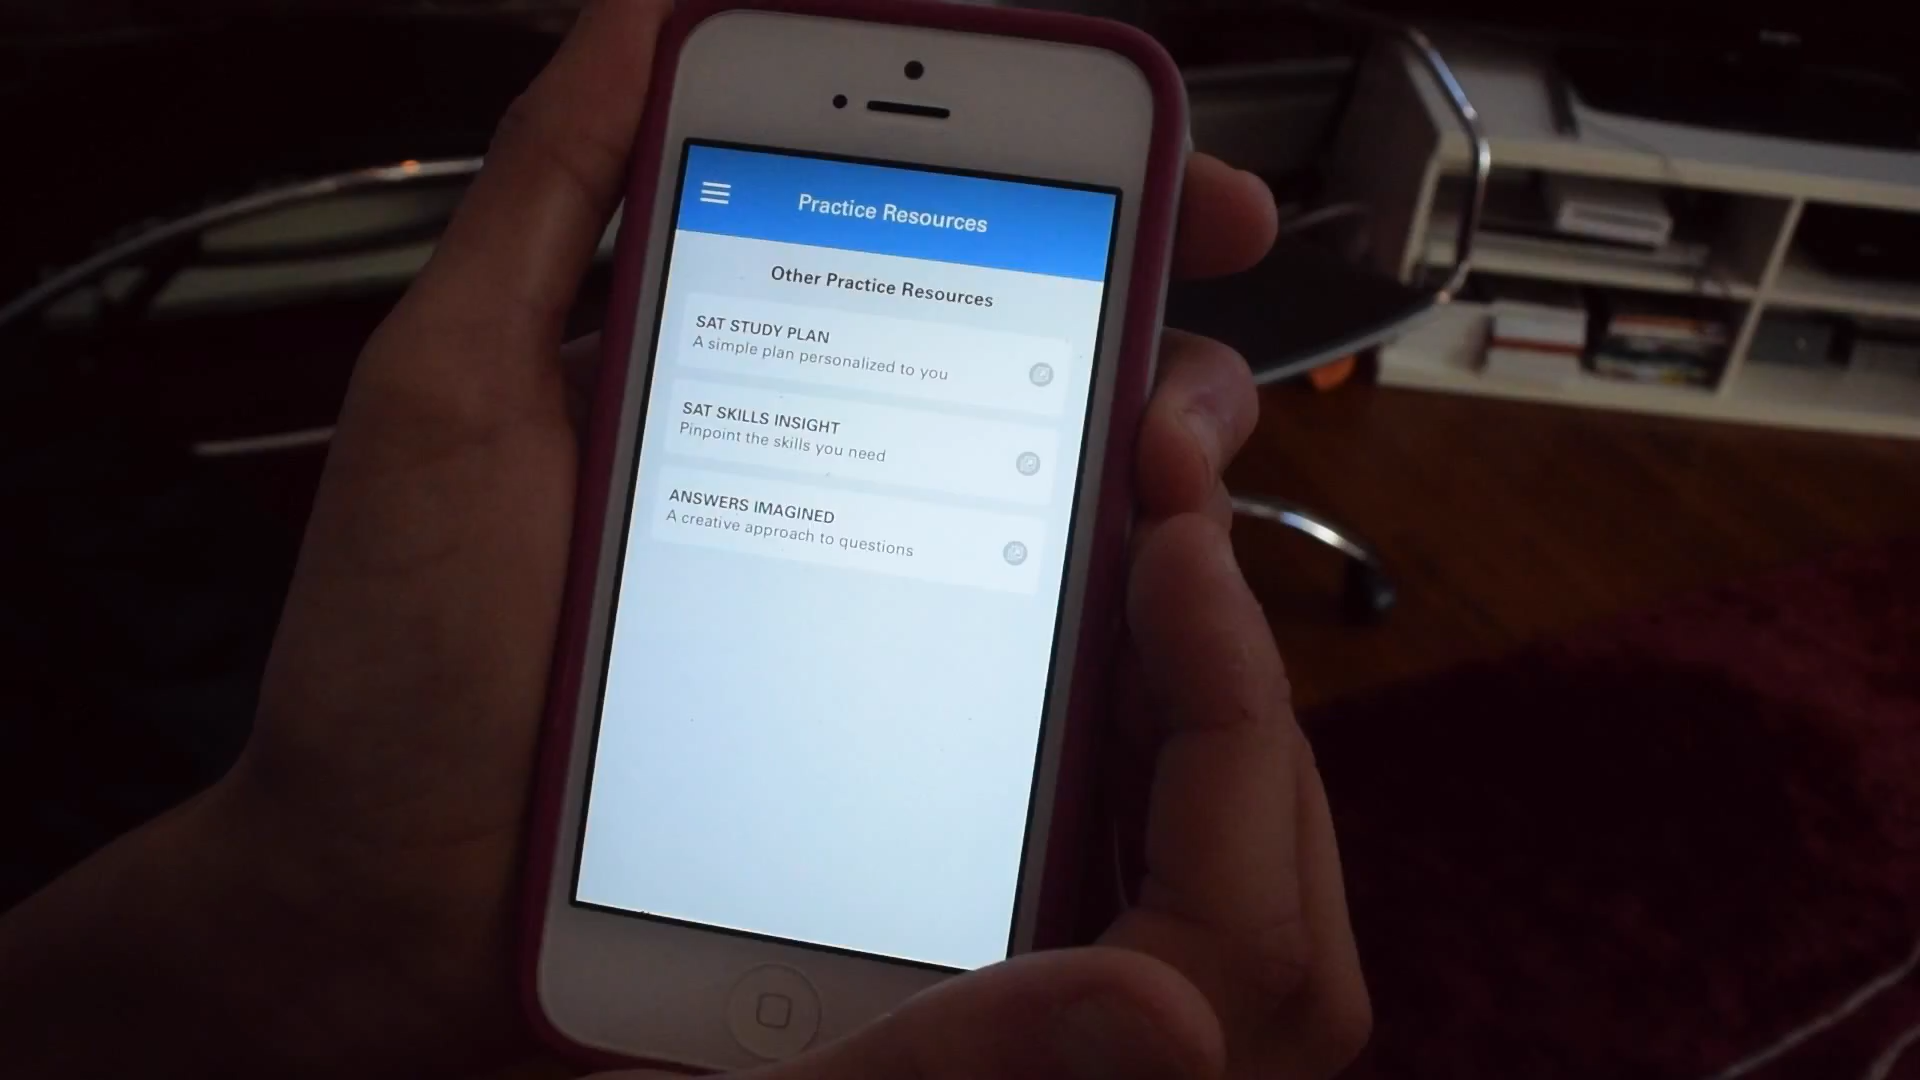 Practice Resources
Other Practice Resources
SAT STUDY PLAN
A simple plan personalized to you
SAT SKILLS INSIGHT
Pinpoint the skills you need
ANSWERS IMAGINED
A creative approach to questions